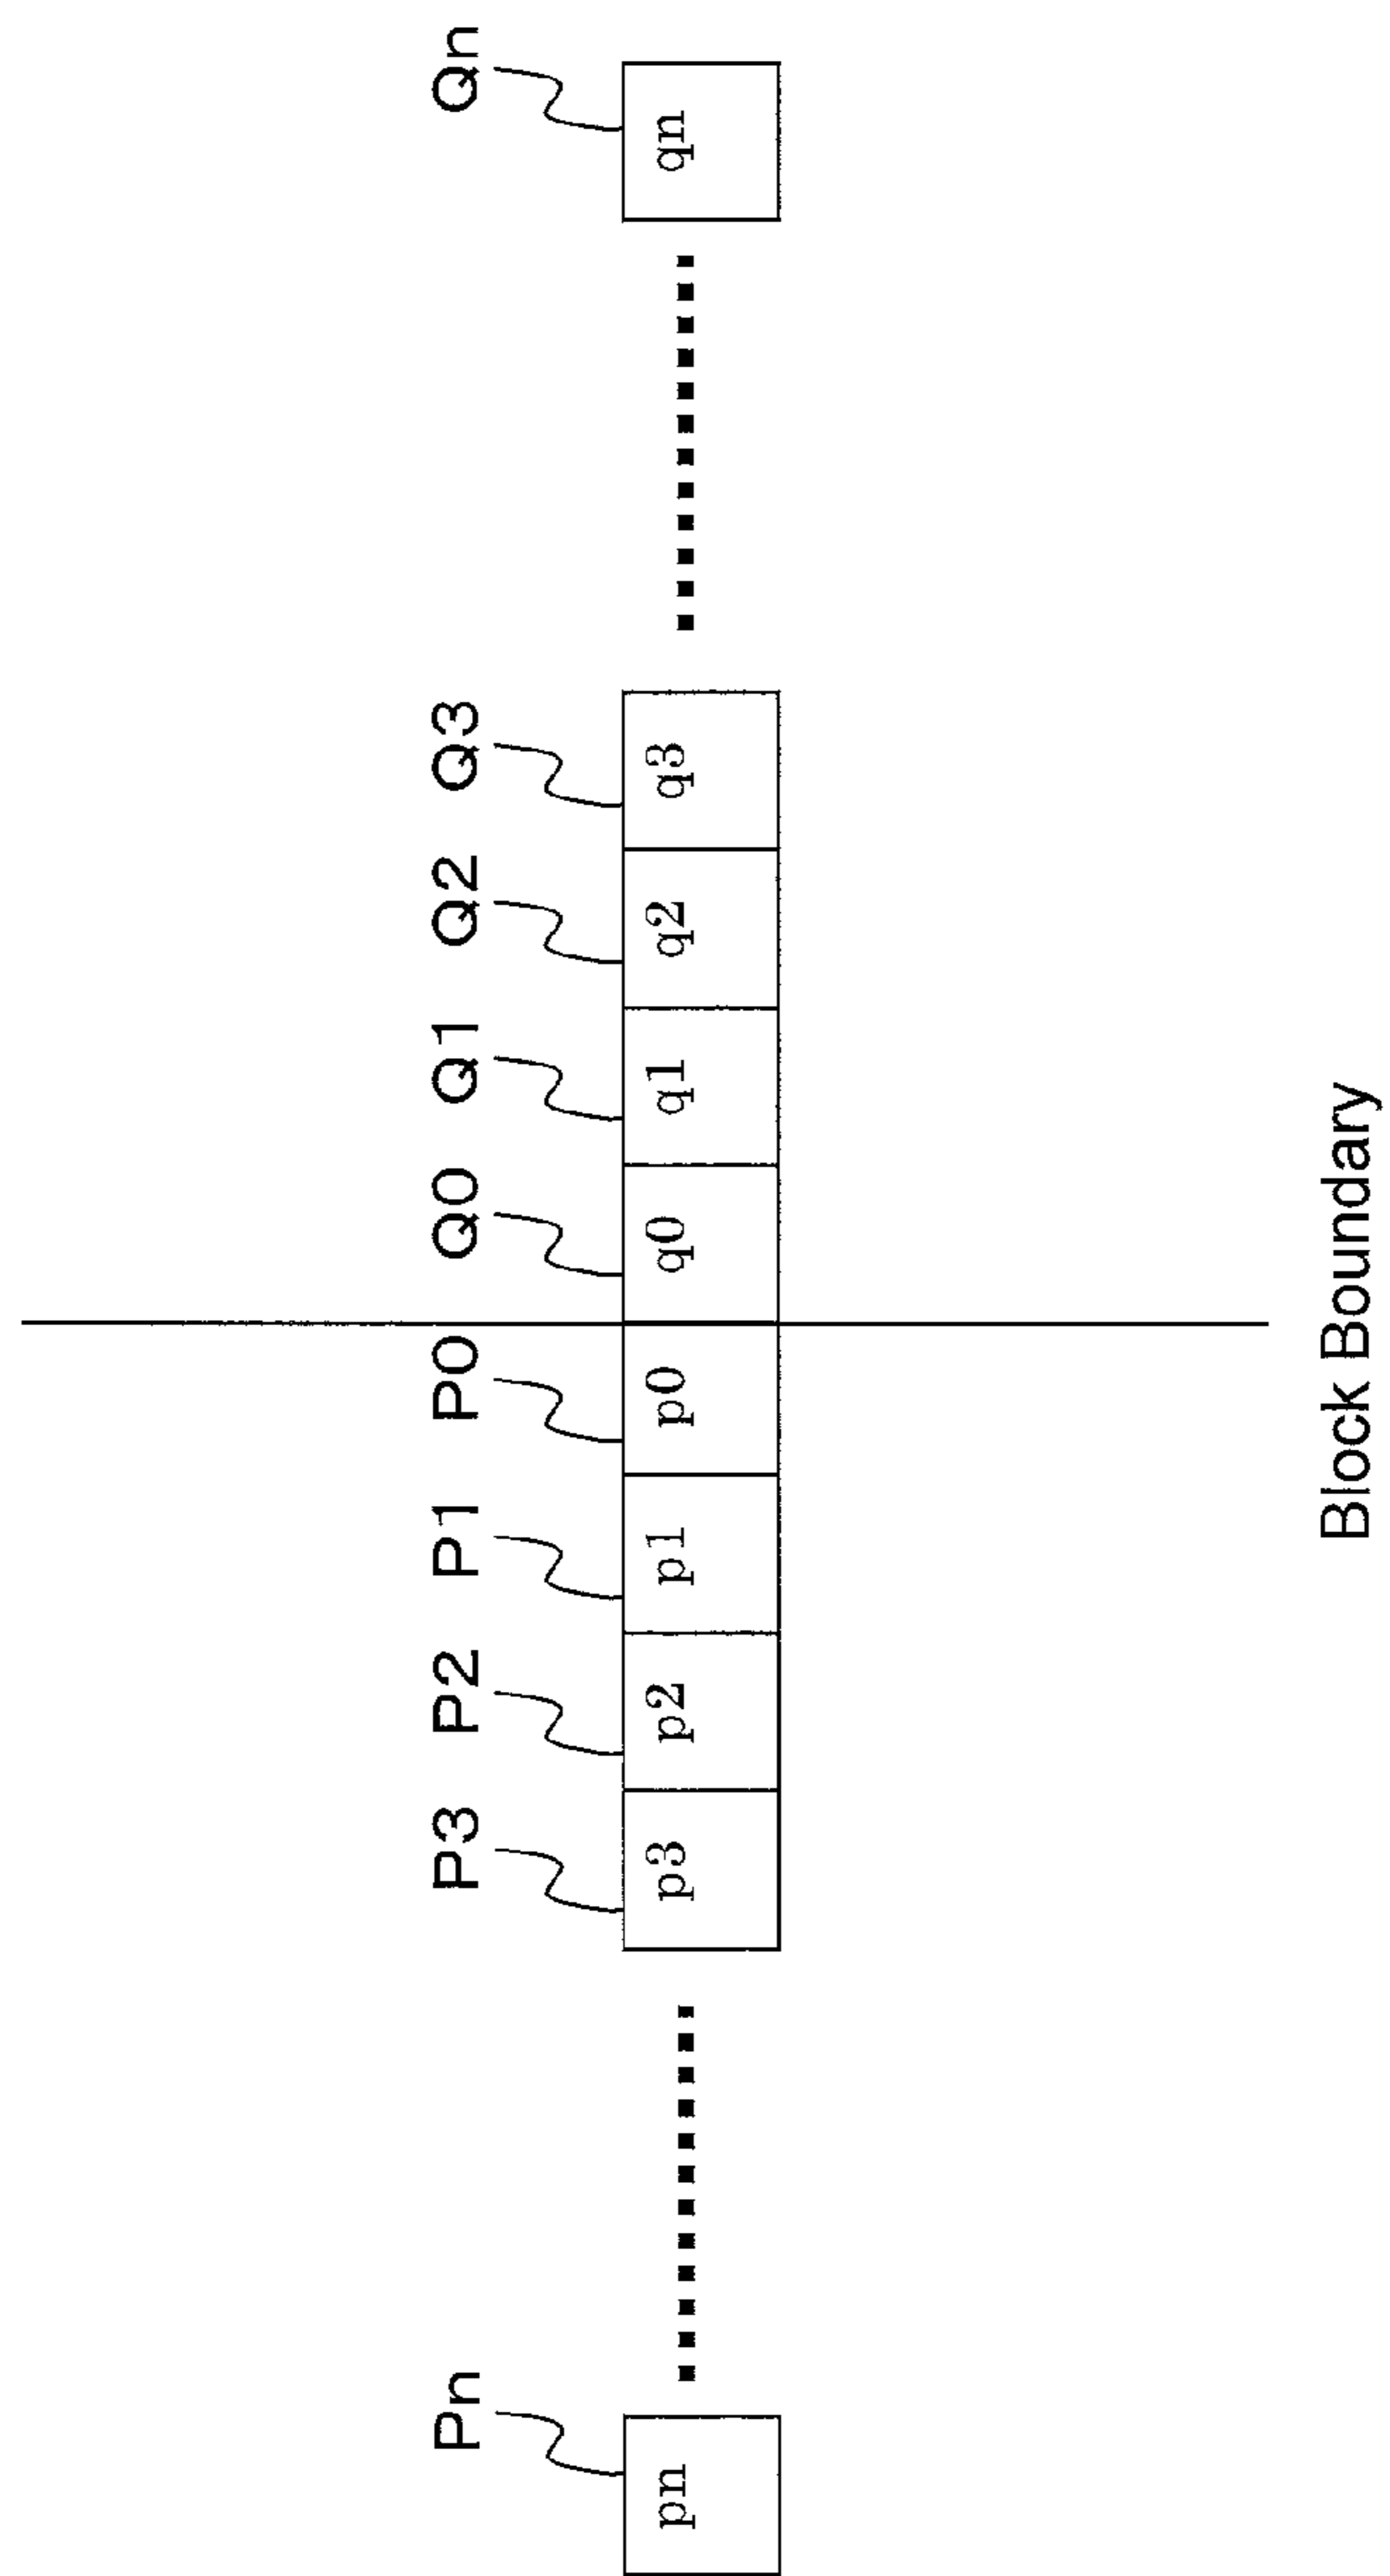 Pn P3 P2 P1 P0 Q0 Q1 Q2 Q3 Qn
pn p3 p2 p1 p0 q0 q1 q2 q3 qn
Block Boundary